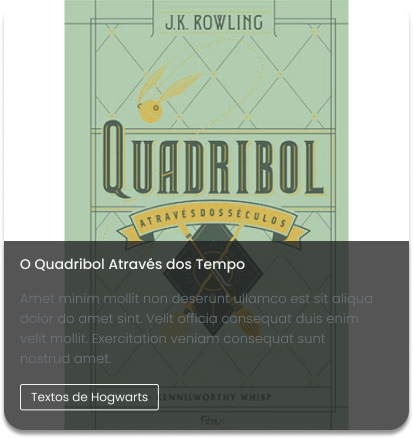 J.K. ROWLING
QUADRIBOL
ATRAVÉS DOS SÉCULOS
O Quadribol Através dos Tempo
Amet minim mollit non deserunt ullamco est sit aliqua
dolor do amet sint. Velit officia consequat duis enim
velit mollit. Exercitation veniam consequat sunt
nostrud amet.
Textos de Hogwarts
KENNILWORTHY WHISP